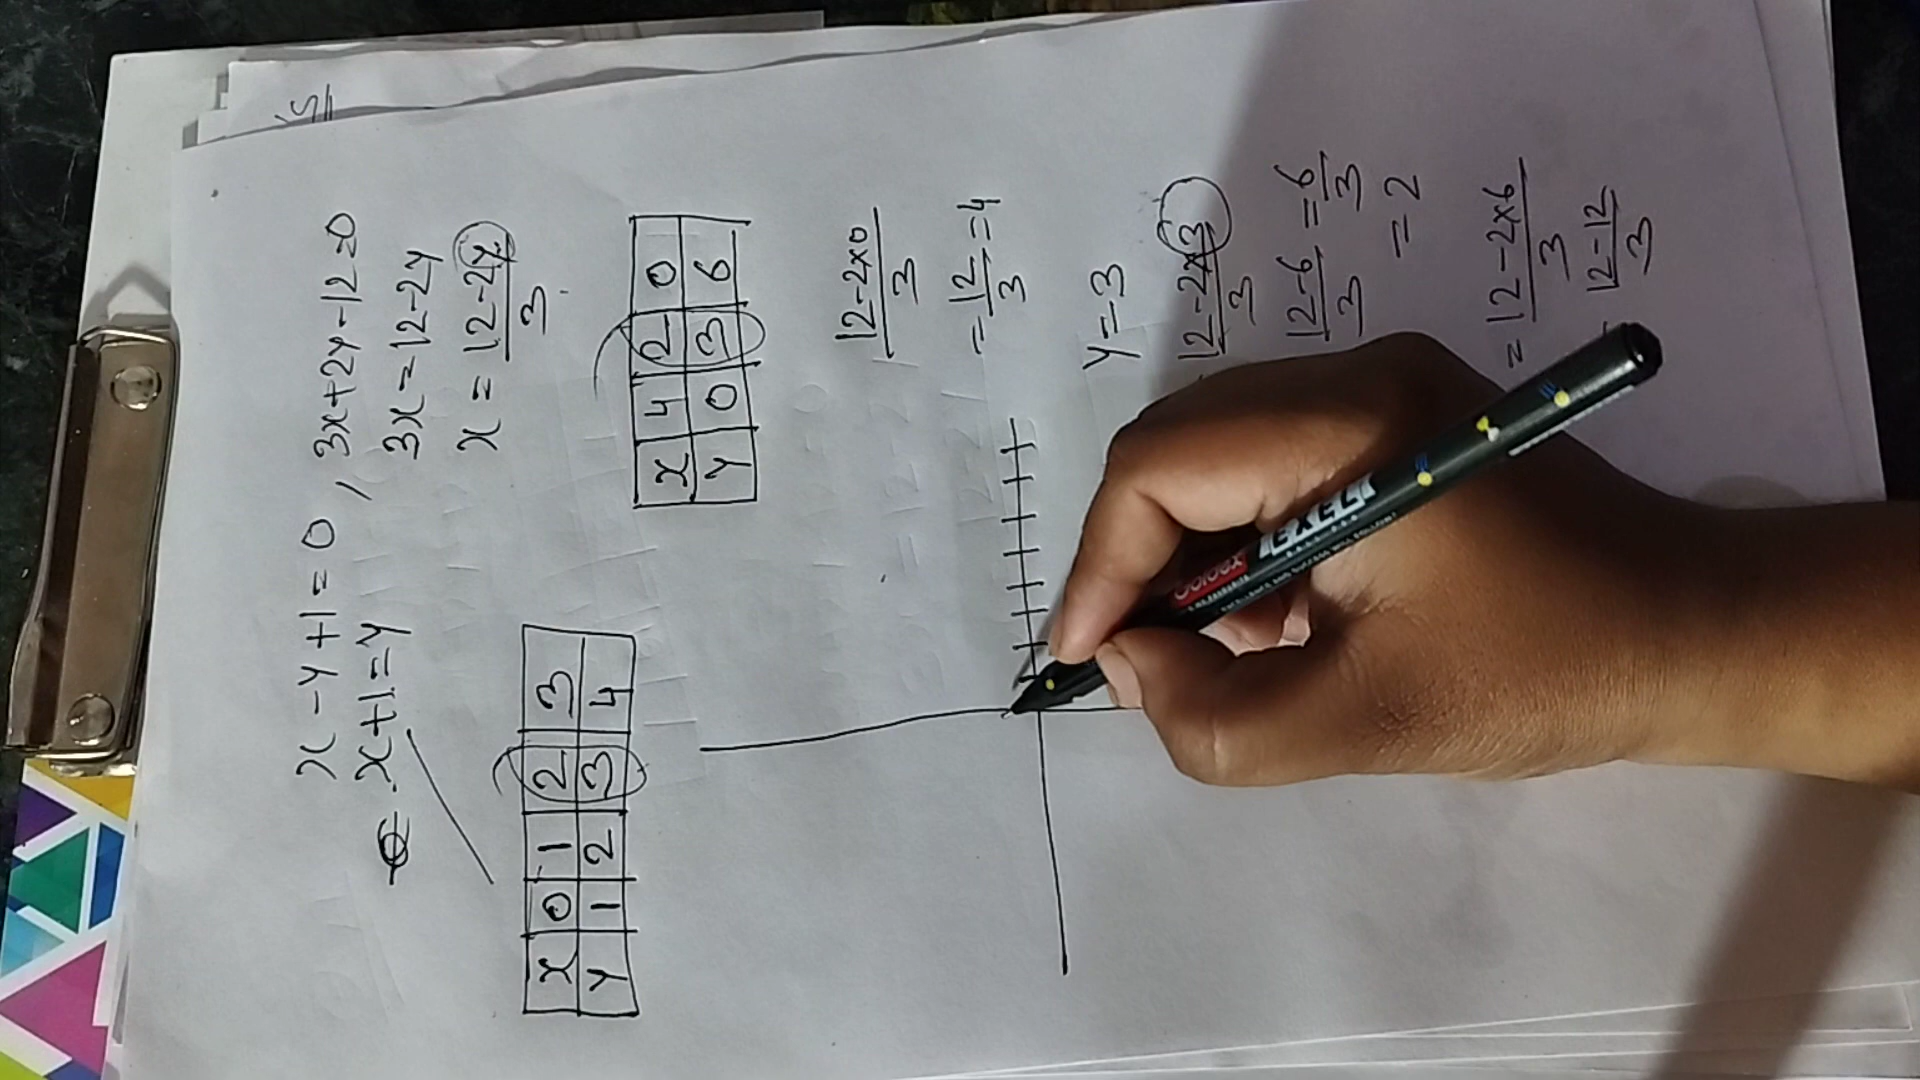 x - y + 1 = 0 , 3x + 2y - 12 = 0
x + 1 = y
3x = 12 - 2y
x = 12 - 2y / 3
x 0 1 2 3
y 1 2 3 4
x 4 2 0
y 0 3 6
12 - 2x0 / 3
= 12 / 3 = 4
y = 3
12 - 2x3 / 3
12 - 6 / 3 = 6 / 3
= 2
= 12 - 2x6 / 3
12 - 12 / 3
Cologx
EXEL